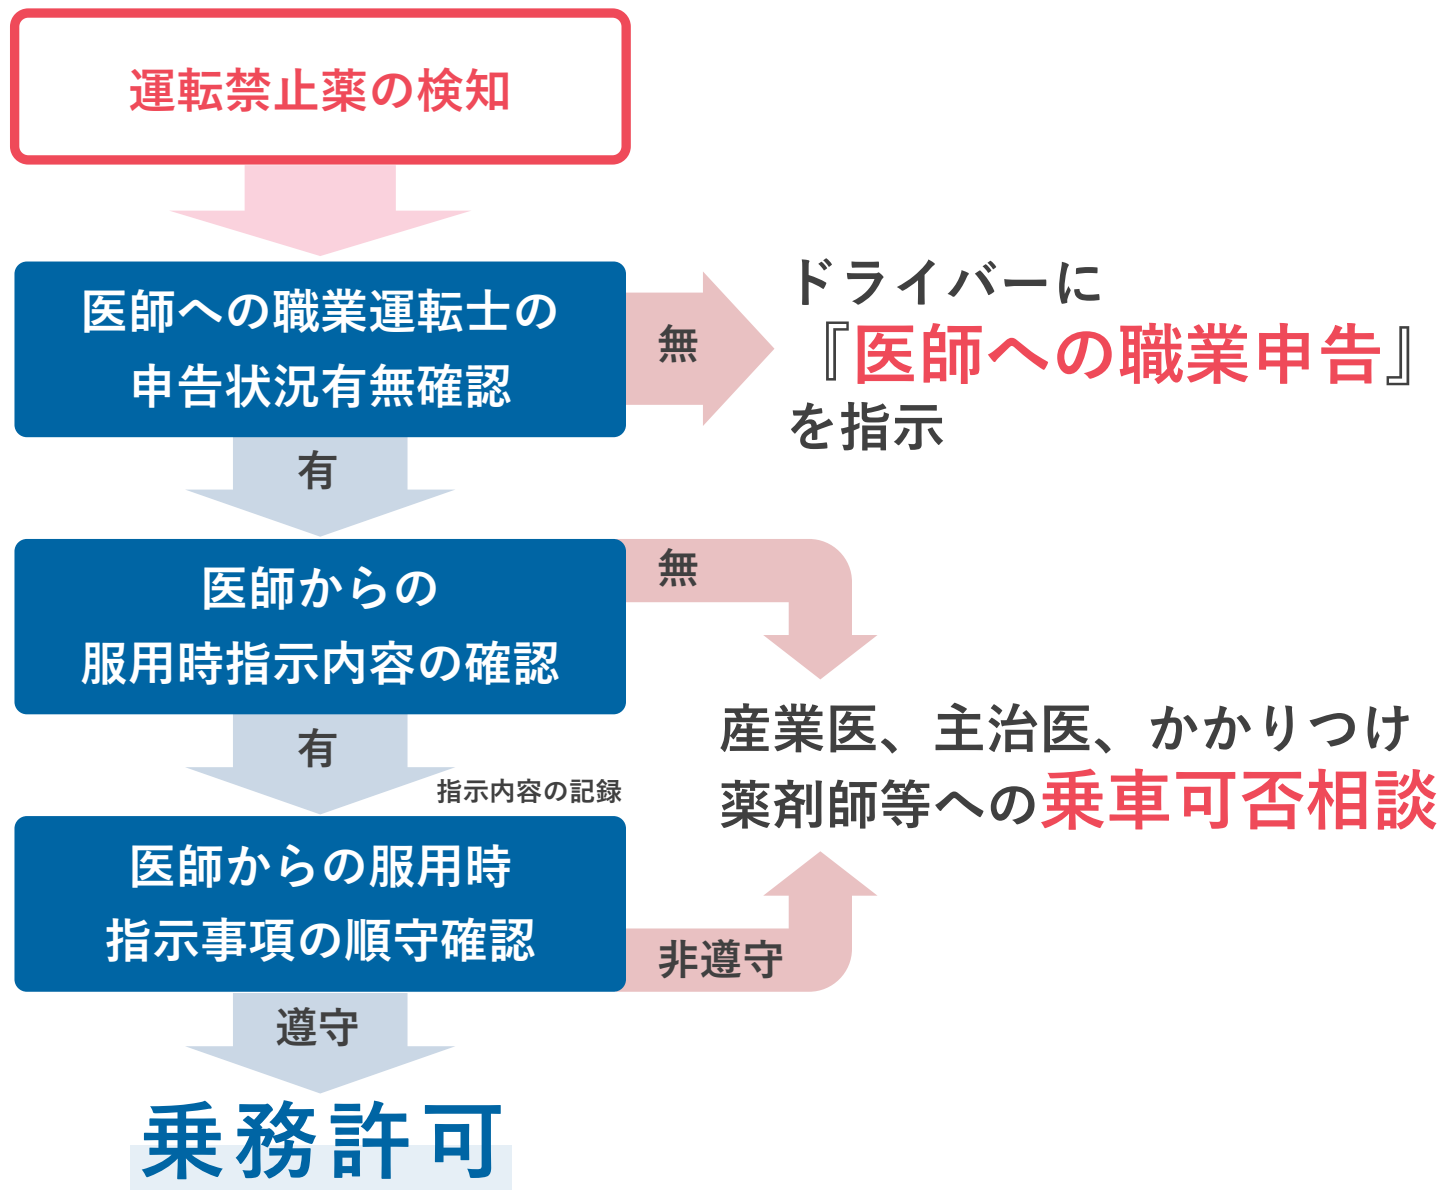 運転禁止薬の検知
医師への職業運転士の
申告状況有無確認
無
ドライバーに
『医師への職業申告』
を指示
有
医師からの
服用時指示内容の確認
無
産業医、主治医、かかりつけ
薬剤師等への乗車可否相談
有
指示内容の記録
医師からの服用時
指示事項の順守確認
非遵守
遵守
乗務許可